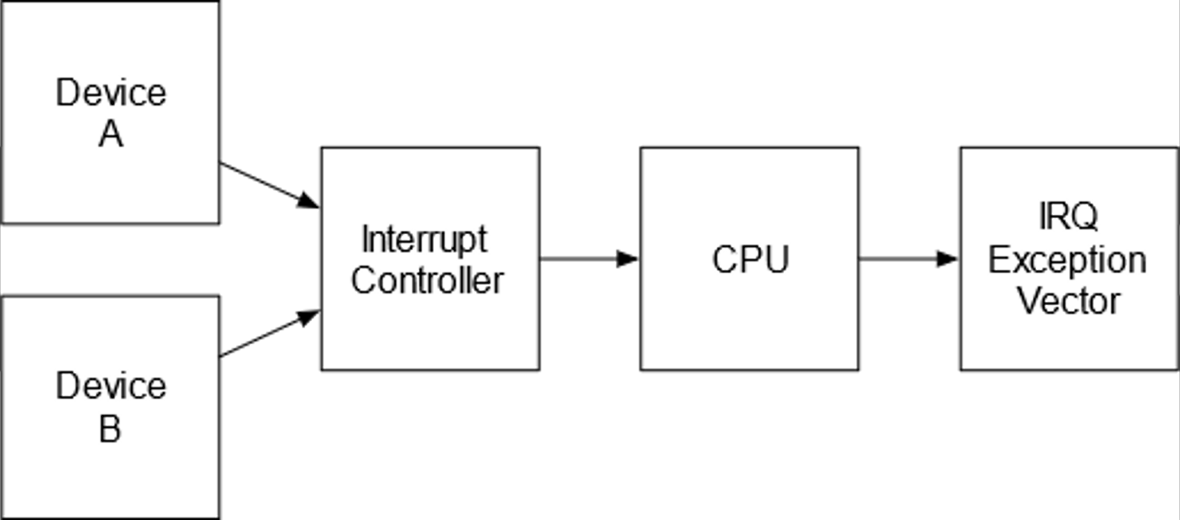 Device
A
Interrupt
Controller
CPU
IRQ
Exception
Vector
Device
B